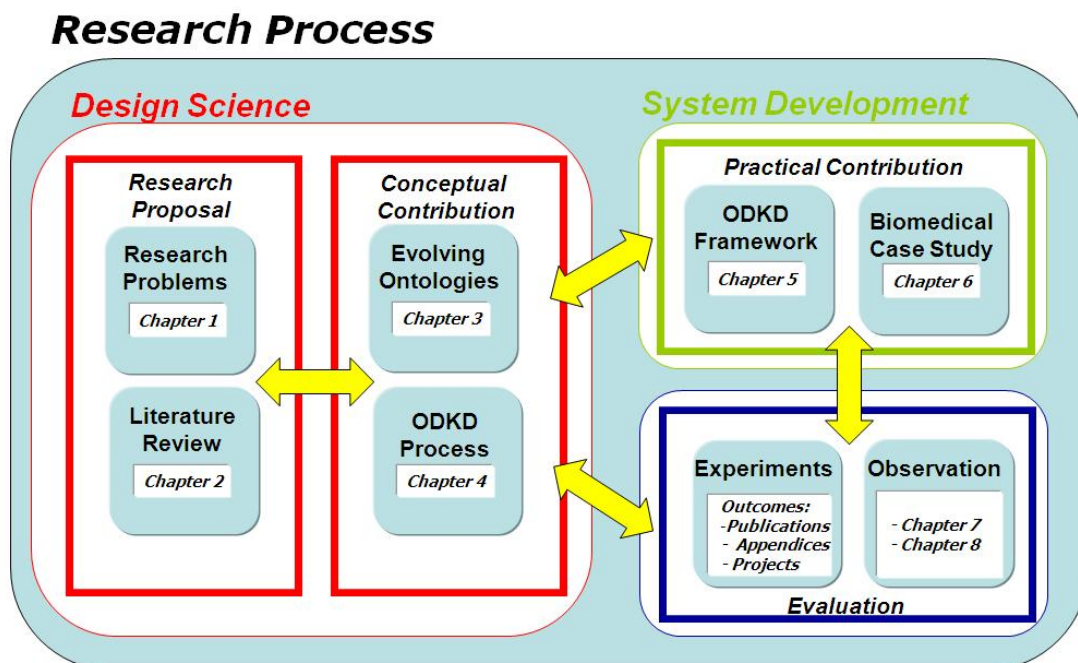 Research Process
Design Science
Research
Proposal
Research
Problems
Chapter 1
Literature
Review
Chapter 2
Conceptual
Contribution
Evolving
Ontologies
Chapter 3
ODKD
Process
Chapter 4
System Development
Practical Contribution
ODKD
Framework
Chapter 5
Biomedical
Case Study
Chapter 6
Experiments
Outcomes:
-Publications
- Appendices
- Projects
Observation
- Chapter 7
- Chapter 8
Evaluation